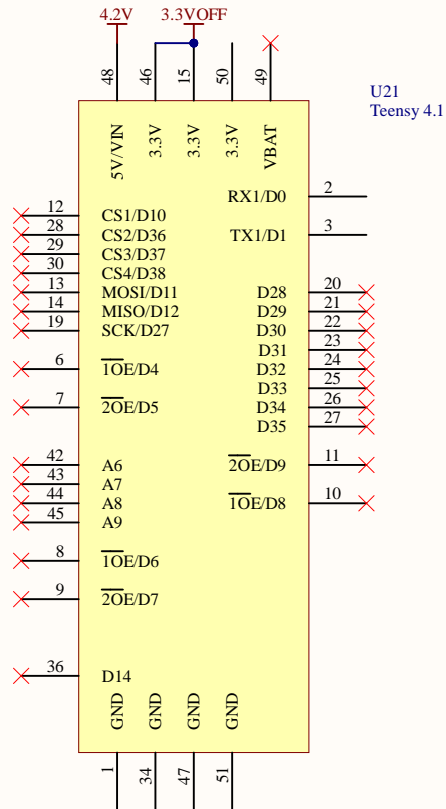 4.2V 3.3VOFF
48 46 15 50 49
U21
Teensy 4.1
5V/VIN 3.3V 3.3V 3.3V VBAT
RX1/D0 2
12 CS1/D10
28 CS2/D36 TX1/D1 3
29 CS3/D37
30 CS4/D38
13 MOSI/D11 D28 20
14 MISO/D12 D29 21
19 SCK/D27 D30 22
D31 23
6 1OE/D4 D32 24
D33 25
7 2OE/D5 D34 26
D35 27
42 A6 2OE/D9 11
43 A7
44 A8 1OE/D8 10
45 A9
8 1OE/D6
9 2OE/D7
36 D14
GND GND GND GND
1 34 47 51